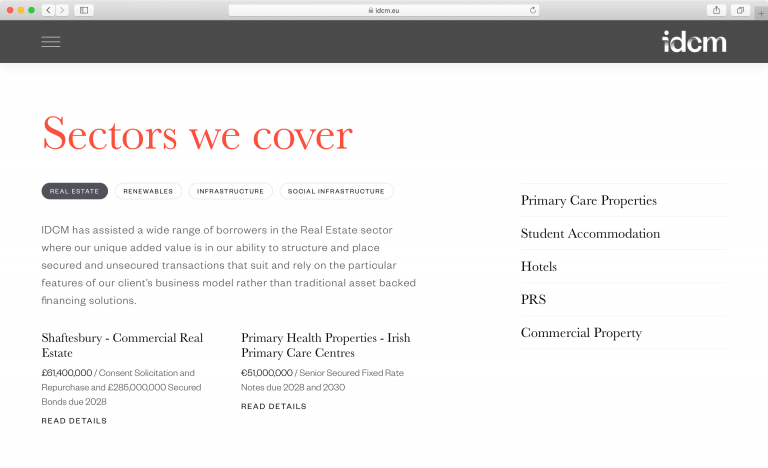 idcm.eu
idcm
Sectors we cover
REAL ESTATE
RENEWABLES
INFRASTRUCTURE
SOCIAL INFRASTRUCTURE
IDCM has assisted a wide range of borrowers in the Real Estate sector
where our unique added value is in our ability to structure and place
secured and unsecured transactions that suit and rely on the particular
features of our client's business model rather than traditional asset backed
financing solutions.
Shaftesbury - Commercial Real
Estate
£61,400,000 / Consent Solicitation and
Repurchase and £285,000,000 Secured
Bonds due 2028
READ DETAILS
Primary Health Properties - Irish
Primary Care Centres
€51,000,000 / Senior Secured Fixed Rate
Notes due 2028 and 2030
READ DETAILS
Primary Care Properties
Student Accommodation
Hotels
PRS
Commercial Property